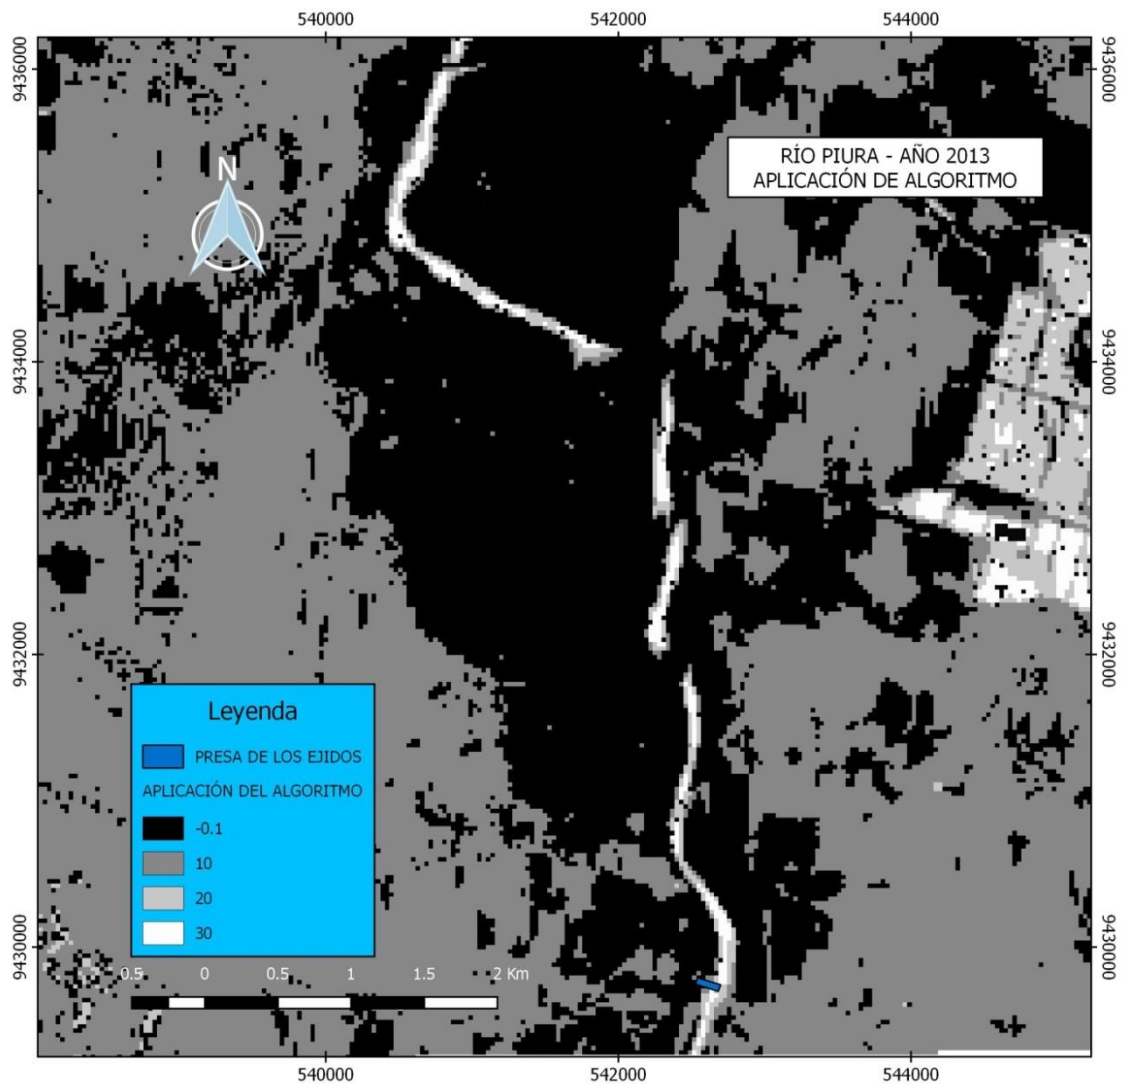 540000 542000 544000
9436000 9436000
RÍO PIURA - AÑO 2013
APLICACIÓN DE ALGORITMO
N
9434000 9434000
9432000 9432000
Leyenda
PRESA DE LOS EJIDOS
APLICACIÓN DEL ALGORITMO
-0.1
10
20
30
9430000 9430000
0.5 0 0.5 1 1.5 2 Km
540000 542000 544000